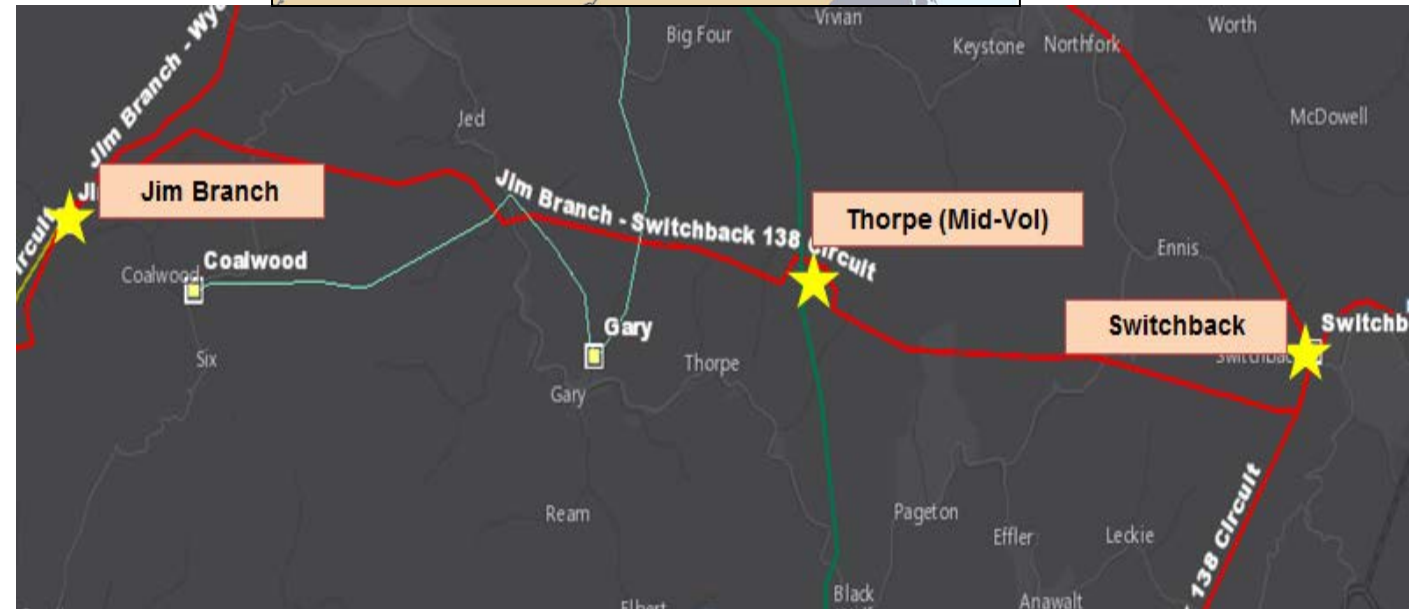 Vivian
Big Four
Keystone
Northfork
Worth
McDowell
Jed
Jim Branch - Wyo
Jim Branch
Jim Branch - Switchback 138 Circuit
Thorpe (Mid-Vol)
Ennis
Coalwood
Coalwood
Switchback
Gary
Six
Thorpe
Gary
Ream
Pageton
Effler
Leckie
138 Circuit
Black
Anawalt